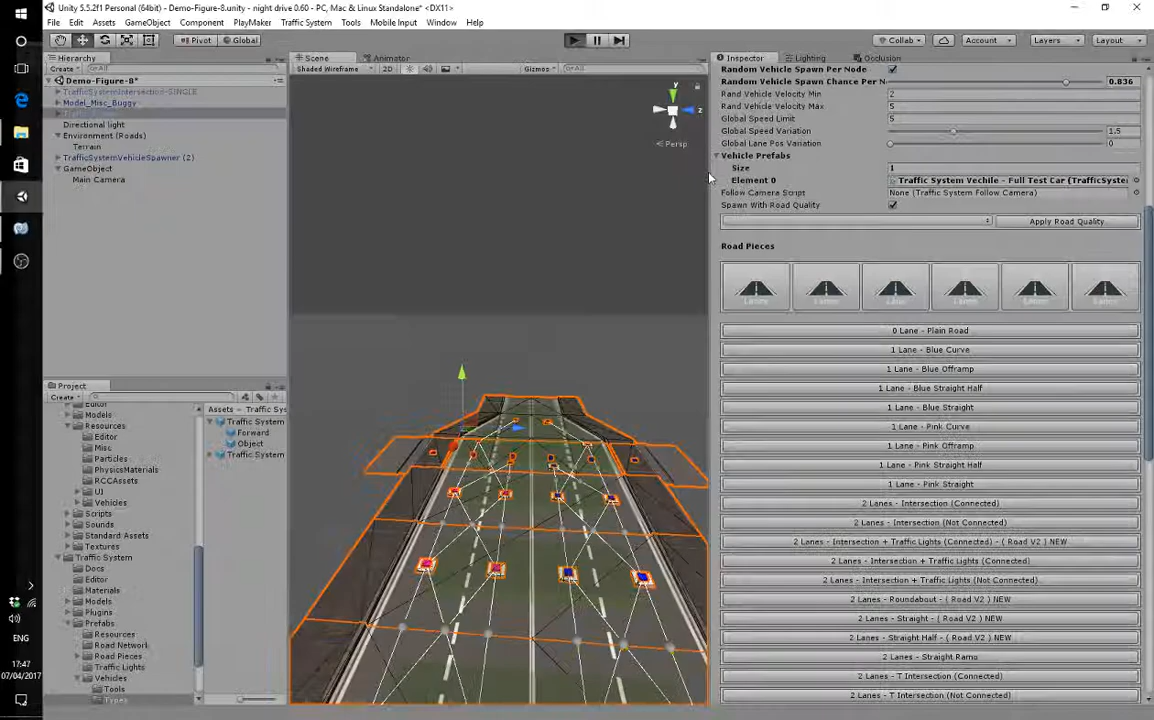 Unity 5.5.2f1 Personal (64bit) - Demo-Figure-8.unity - night drive 0.60 - PC, Mac & Linux Standalone* <DX11>
File Edit Assets GameObject Component PlayMaker Traffic System Tools Mobile Input Window Help
Pivot Global Collab Account Layers Layout
Hierarchy
Create All
Demo-Figure-8*
TrafficSystemIntersection-SINGLE
Model_Misc_Buggy
Directional light
Environment (Roads)
Terrain
TrafficSystemVehicleSpawner (2)
GameObject
Main Camera
Scene Animator
Shaded Wireframe 2D Gizmos All
y
z
Persp
Project
Create
Editor
Models
Resources
Editor
Misc
Particles
PhysicsMaterials
RCCAssets
UI
Vehicles
Scripts
Sounds
Standard Assets
Textures
Traffic System
Docs
Editor
Materials
Models
Plugins
Prefabs
Resources
Road Network
Road Pieces
Traffic Lights
Vehicles
Tools
Types
Assets Traffic Sys
Traffic System
Forward
Object
Traffic System
Inspector Lighting Occlusion
Random Vehicle Spawn Per Node
Random Vehicle Spawn Chance Per N 0.836
Rand Vehicle Velocity Min 2
Rand Vehicle Velocity Max 5
Global Speed Limit 5
Global Speed Variation 1.5
Global Lane Pos Variation 0
Vehicle Prefabs
Size 1
Element 0 Traffic System Vechile - Full Test Car (TrafficSyste
Follow Camera Script None (Traffic System Follow Camera)
Spawn With Road Quality
Apply Road Quality
Road Pieces
0 Lane - Plain Road
1 Lane - Blue Curve
1 Lane - Blue Offramp
1 Lane - Blue Straight Half
1 Lane - Blue Straight
1 Lane - Pink Curve
1 Lane - Pink Offramp
1 Lane - Pink Straight Half
1 Lane - Pink Straight
2 Lanes - Intersection (Connected)
2 Lanes - Intersection (Not Connected)
2 Lanes - Intersection + Traffic Lights (Connected) - ( Road V2 ) NEW
2 Lanes - Intersection + Traffic Lights (Connected)
2 Lanes - Intersection + Traffic Lights (Not Connected)
2 Lanes - Roundabout - ( Road V2 ) NEW
2 Lanes - Straight - ( Road V2 ) NEW
2 Lanes - Straight Half - ( Road V2 ) NEW
2 Lanes - Straight Ramp
2 Lanes - T Intersection (Connected)
2 Lanes - T Intersection (Not Connected)
ENG
17:47
07/04/2017